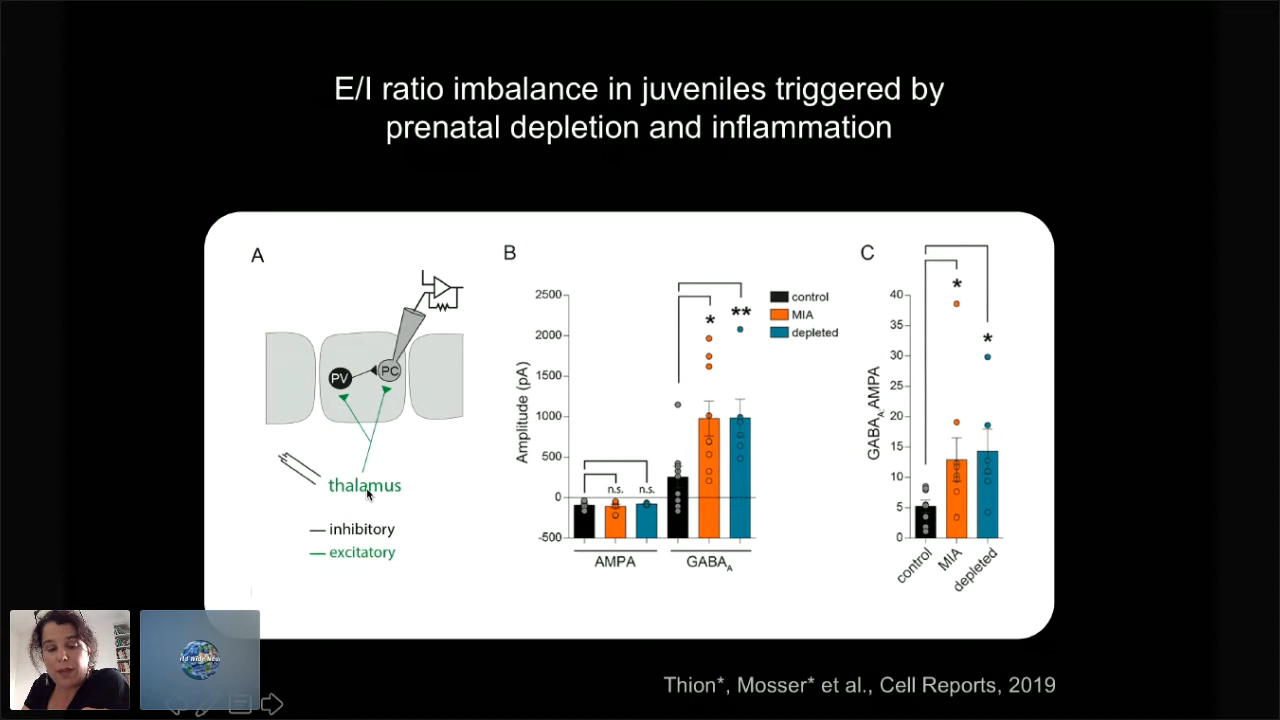 E/I ratio imbalance in juveniles triggered by
prenatal depletion and inflammation
A
PV
PC
thalamus
inhibitory
excitatory
B
Amplitude (pA)
2500
2000
1500
1000
500
0
-500
n.s.
n.s.
*
**
AMPA
GABAA
control
MIA
depleted
C
GABAA AMPA
40
35
30
25
20
15
10
5
0
*
*
control
MIA
depleted
Thion*, Mosser* et al., Cell Reports, 2019